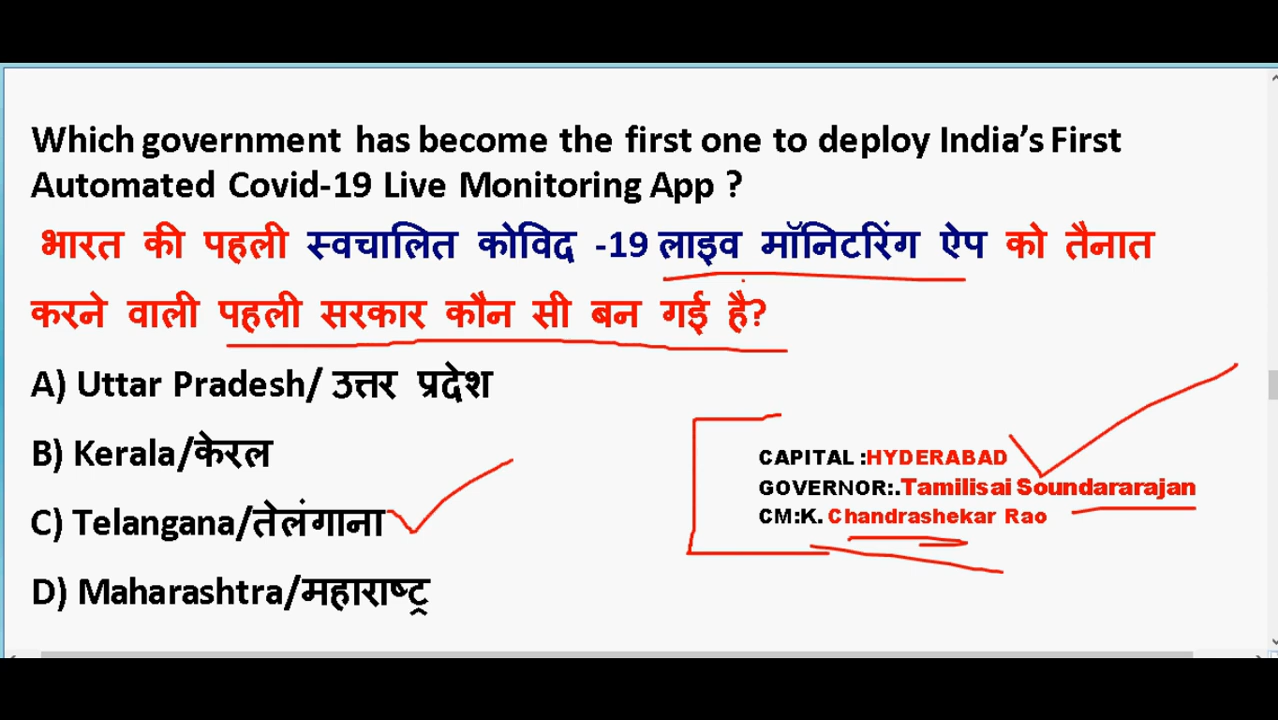 Which government has become the first one to deploy India’s First
Automated Covid-19 Live Monitoring App ?
भारत की पहली स्वचालित कोविद -19 लाइव मॉनिटरिंग ऐप को तैनात
करने वाली पहली सरकार कौन सी बन गई है?
A) Uttar Pradesh/ उत्तर प्रदेश
B) Kerala/केरल
C) Telangana/तेलंगाना
D) Maharashtra/महाराष्ट्र
CAPITAL :HYDERABAD
GOVERNOR:.Tamilisai Soundararajan
CM:K. Chandrashekar Rao